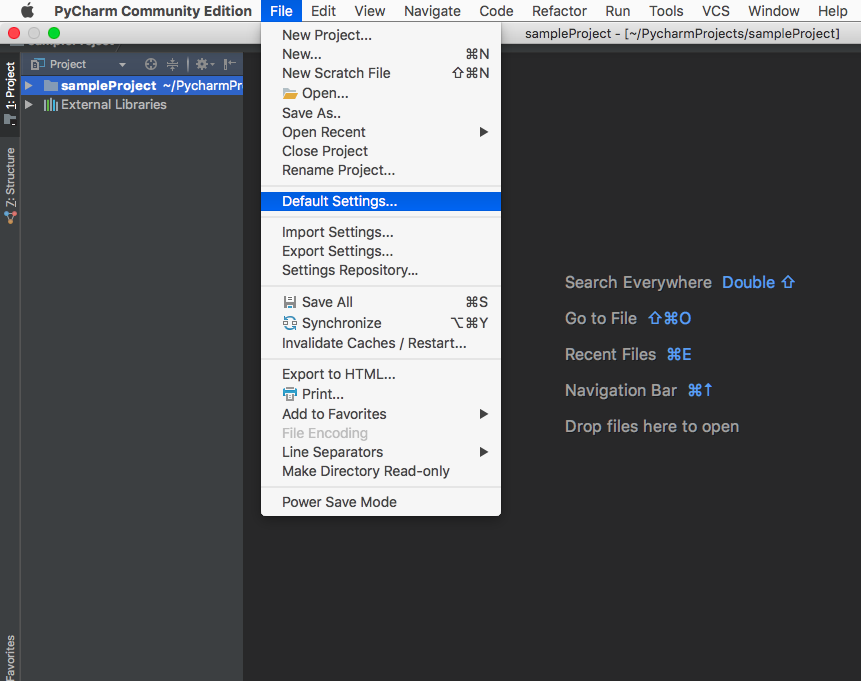 PyCharm Community Edition File Edit View Navigate Code Refactor Run Tools VCS Window Help
sampleProject - [~/PycharmProjects/sampleProject]
1: Project
Project
sampleProject ~/PycharmPr
External Libraries
Z: Structure
Favorites
New Project...
New... ⌘N
New Scratch File ⇧⌘N
Open...
Save As..
Open Recent
Close Project
Rename Project...
Default Settings...
Import Settings...
Export Settings...
Settings Repository...
Save All ⌘S
Synchronize ⌥⌘Y
Invalidate Caches / Restart...
Export to HTML...
Print...
Add to Favorites
File Encoding
Line Separators
Make Directory Read-only
Power Save Mode
Search Everywhere Double ⇧
Go to File ⇧⌘O
Recent Files ⌘E
Navigation Bar ⌘↑
Drop files here to open